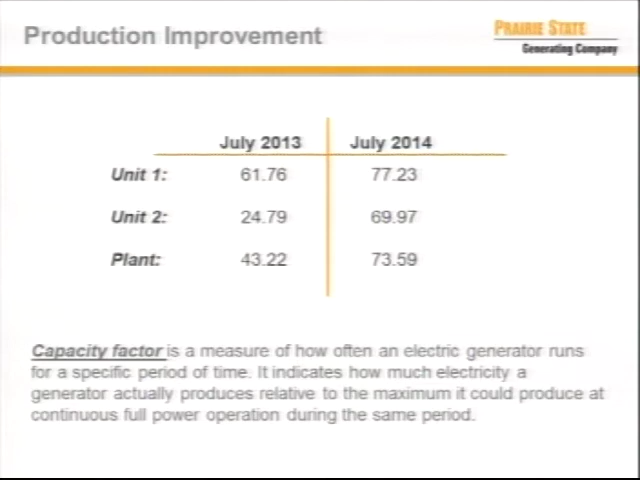 Production Improvement
PRAIRIE STATE
Generating Company
July 2013 July 2014
Unit 1: 61.76 77.23
Unit 2: 24.79 69.97
Plant: 43.22 73.59
Capacity factor is a measure of how often an electric generator runs
for a specific period of time. It indicates how much electricity a
generator actually produces relative to the maximum it could produce at
continuous full power operation during the same period.